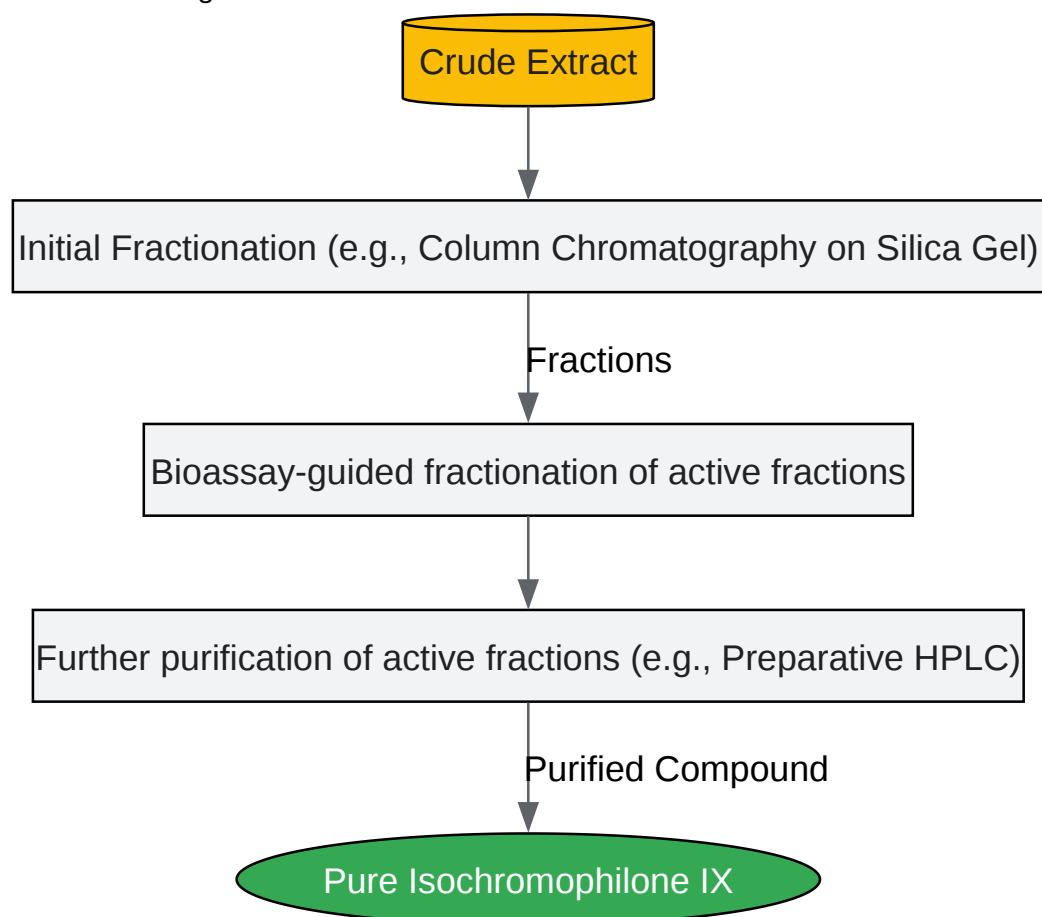 Crude Extract
Initial Fractionation (e.g., Column Chromatography on Silica Gel)
Fractions
Bioassay-guided fractionation of active fractions
Further purification of active fractions (e.g., Preparative HPLC)
Purified Compound
Pure Isochromophilone IX